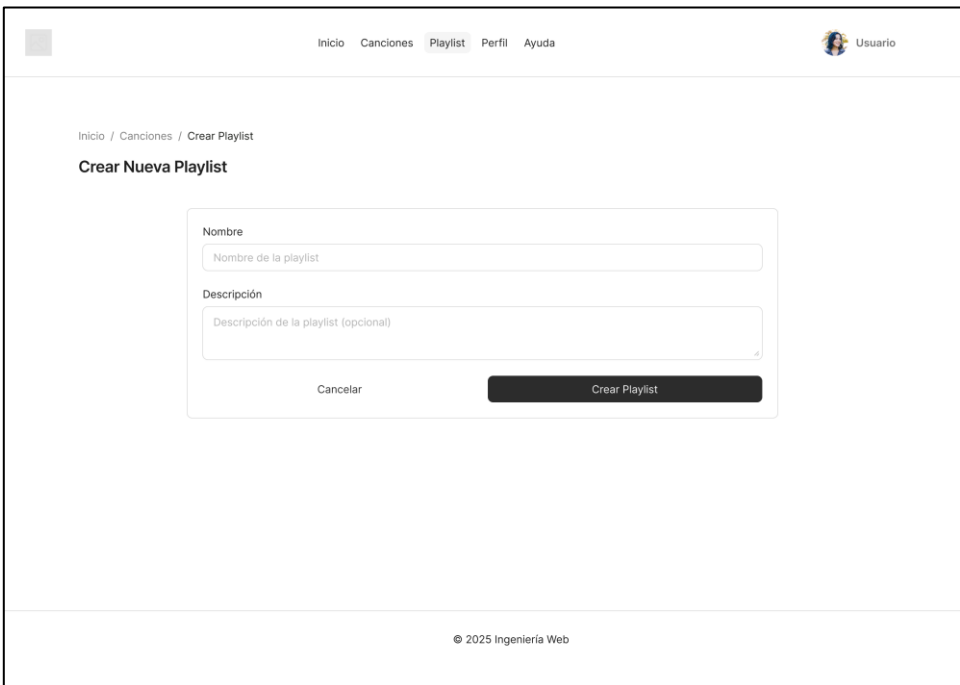 Inicio Canciones Playlist Perfil Ayuda Usuario
Inicio / Canciones / Crear Playlist
Crear Nueva Playlist
Nombre
Nombre de la playlist
Descripción
Descripción de la playlist (opcional)
Cancelar Crear Playlist
© 2025 Ingeniería Web